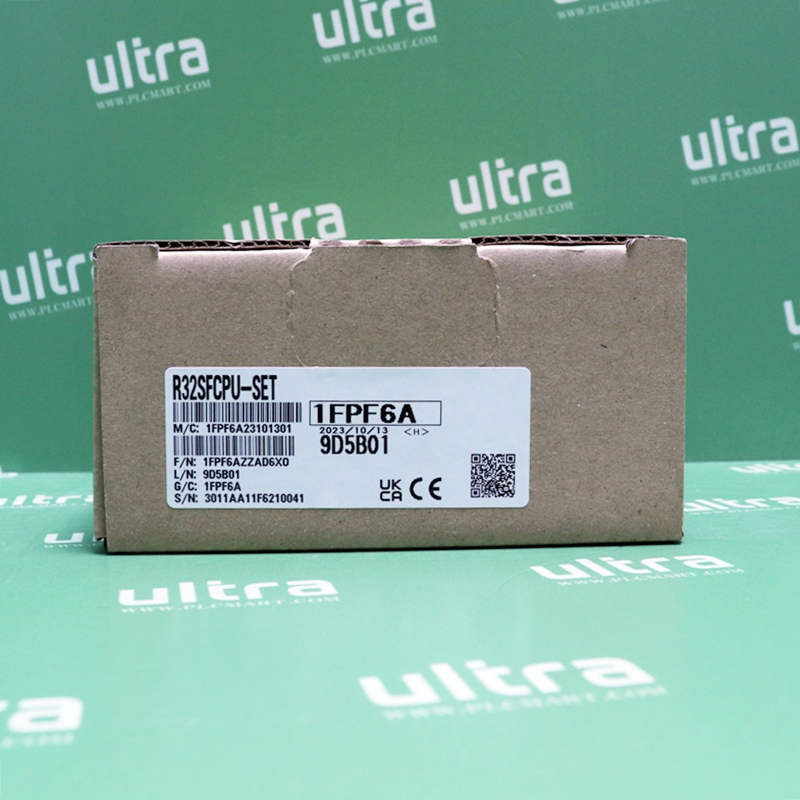 ultra
WWW.PLCMART.COM
ultra
WWW.PLCMART.COM
ultra
WWW.PLCMART.COM
ultra
WWW.PLCMART.COM
ultra
ultra
WWW.PLCMART.COM
R32SFCPU-SET
1FPF6A
M/C: 1FPF6A23101301
2023/10/13 <H>
9D5B01
F/N: 1FPF6AZZAD6X0
L/N: 9D5B01
G/C: 1FPF6A
S/N: 3011AA11F6210041
UK
CA CE
ultra
WWW.PLCMART.COM
ultra
WWW.PLCMART.COM
ultra
WWW.PLCMART.COM